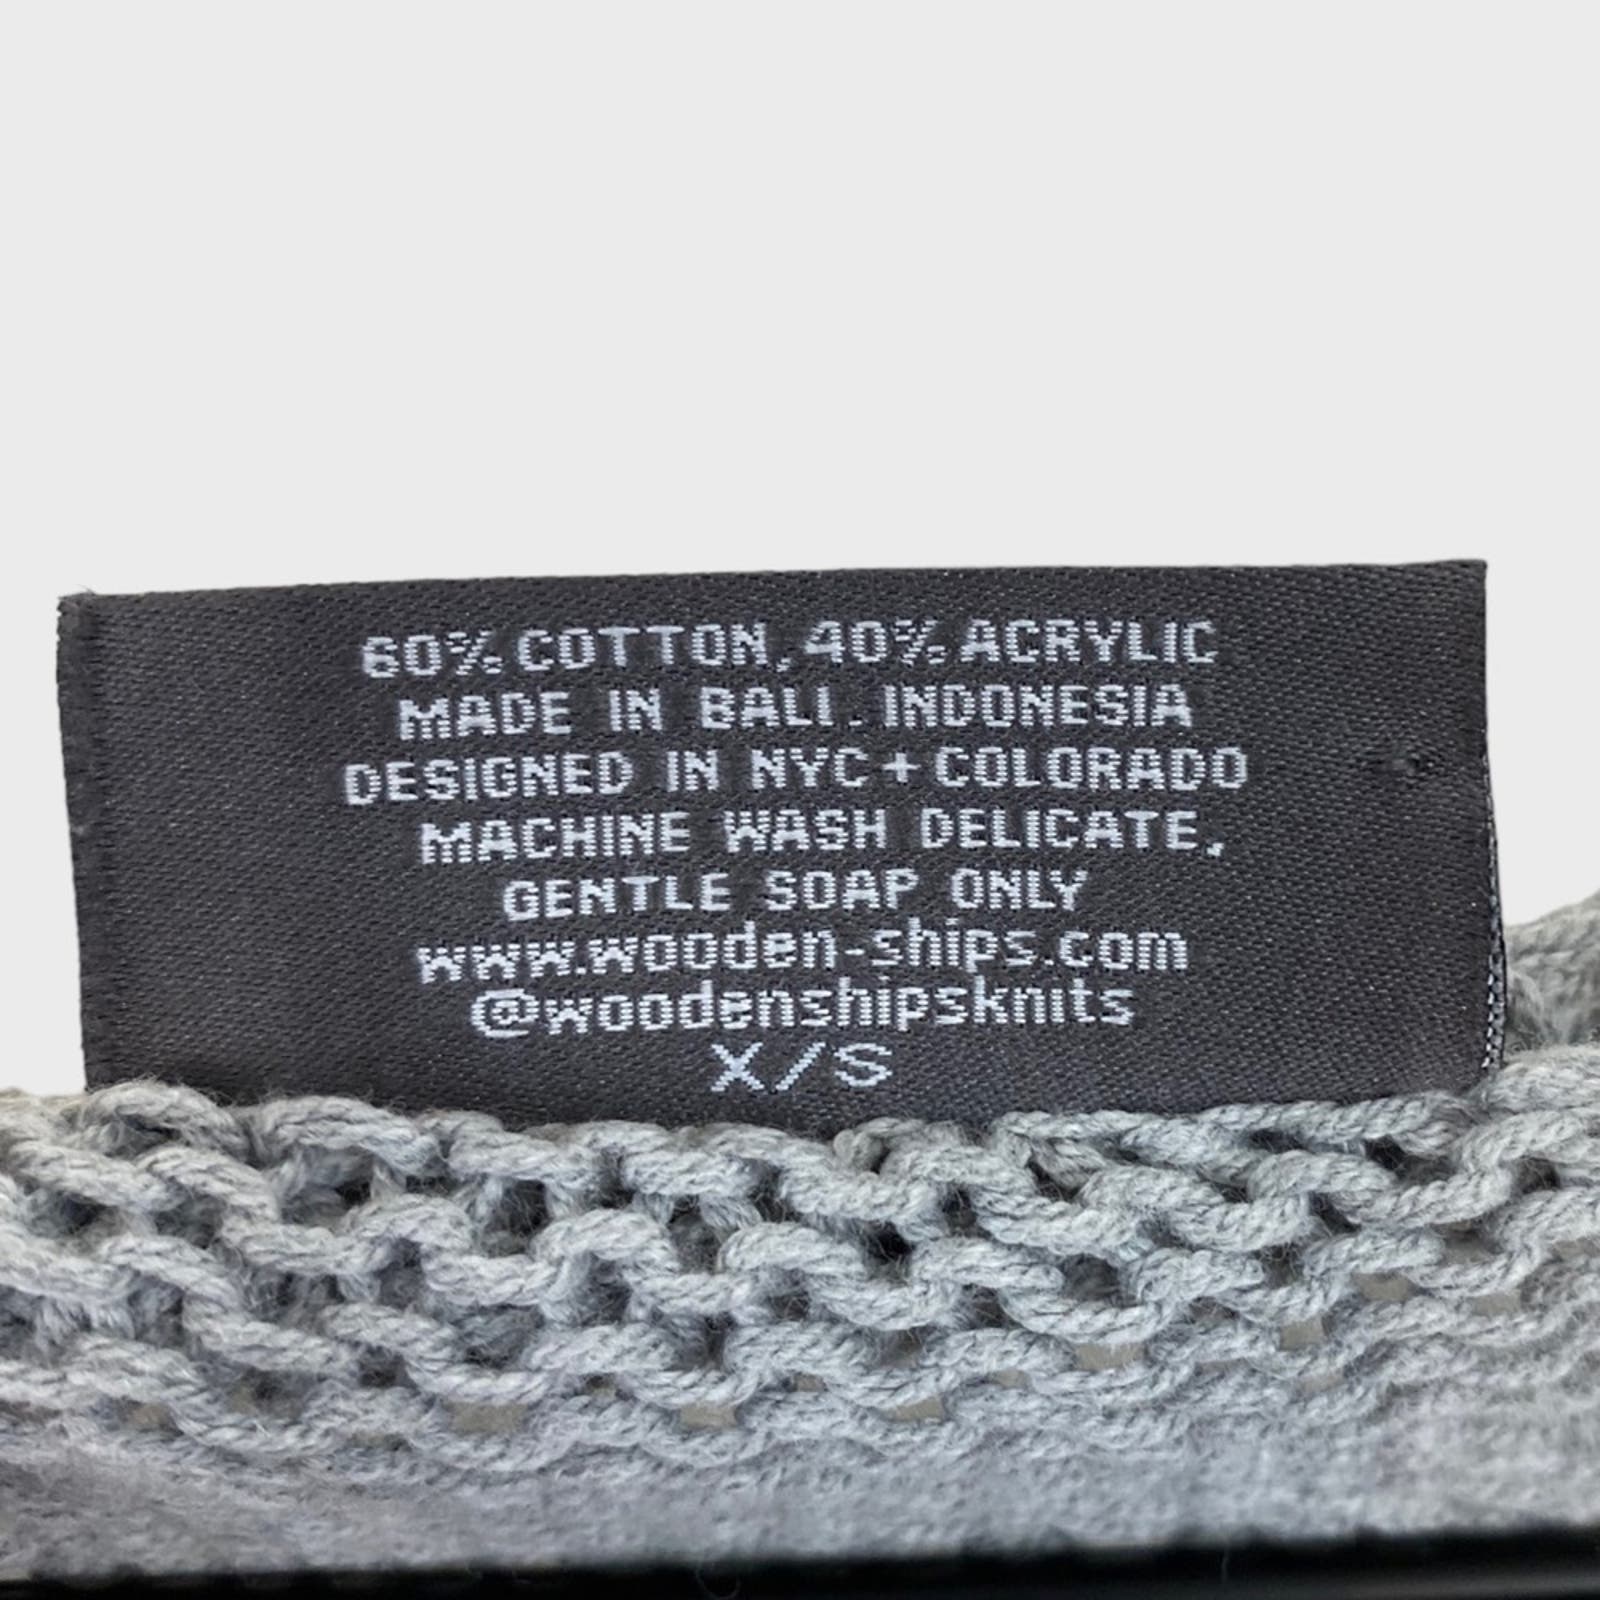 60% COTTON, 40% ACRYLIC
MADE IN BALI, INDONESIA
DESIGNED IN NYC + COLORADO
MACHINE WASH DELICATE,
GENTLE SOAP ONLY
www.wooden-ships.com
@woodenshipsknits
X/S